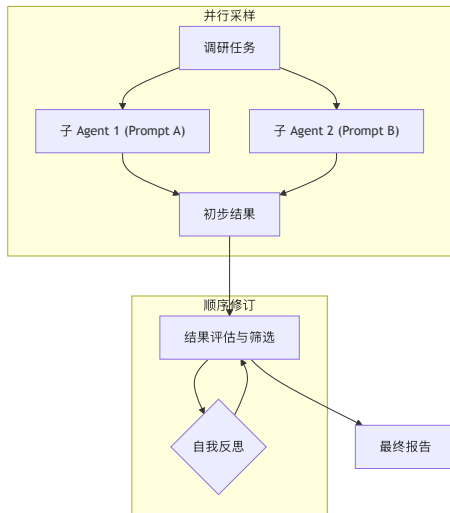 并行采样
调研任务
子 Agent 1 (Prompt A)
子 Agent 2 (Prompt B)
初步结果
顺序修订
结果评估与筛选
自我反思
最终报告